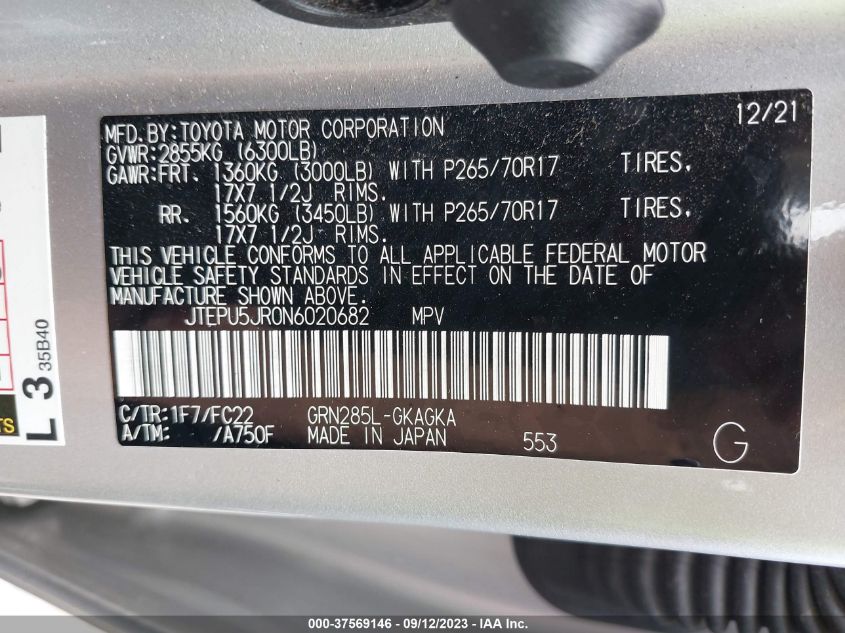 12/21
MFD.BY:TOYOTA MOTOR CORPORATION
GVWR:2855KG (6300LB)
GAWR:FRT. 1360KG (3000LB) WITH P265/70R17 TIRES,
17X7 1/2J RIMS.
RR. 1560KG (3450LB) WITH P265/70R17 TIRES,
17X7 1/2J RIMS.
THIS VEHICLE CONFORMS TO ALL APPLICABLE FEDERAL MOTOR
VEHICLE SAFETY STANDARDS IN EFFECT ON THE DATE OF
MANUFACTURE SHOWN ABOVE.
JTEPU5JR0N6020682 MPV
C/TR:1F7/FC22 GRN285L-GKAGKA
A/TM: /A750F MADE IN JAPAN 553 G
L 3 35B40
000-37569146 - 09/12/2023 - IAA Inc.